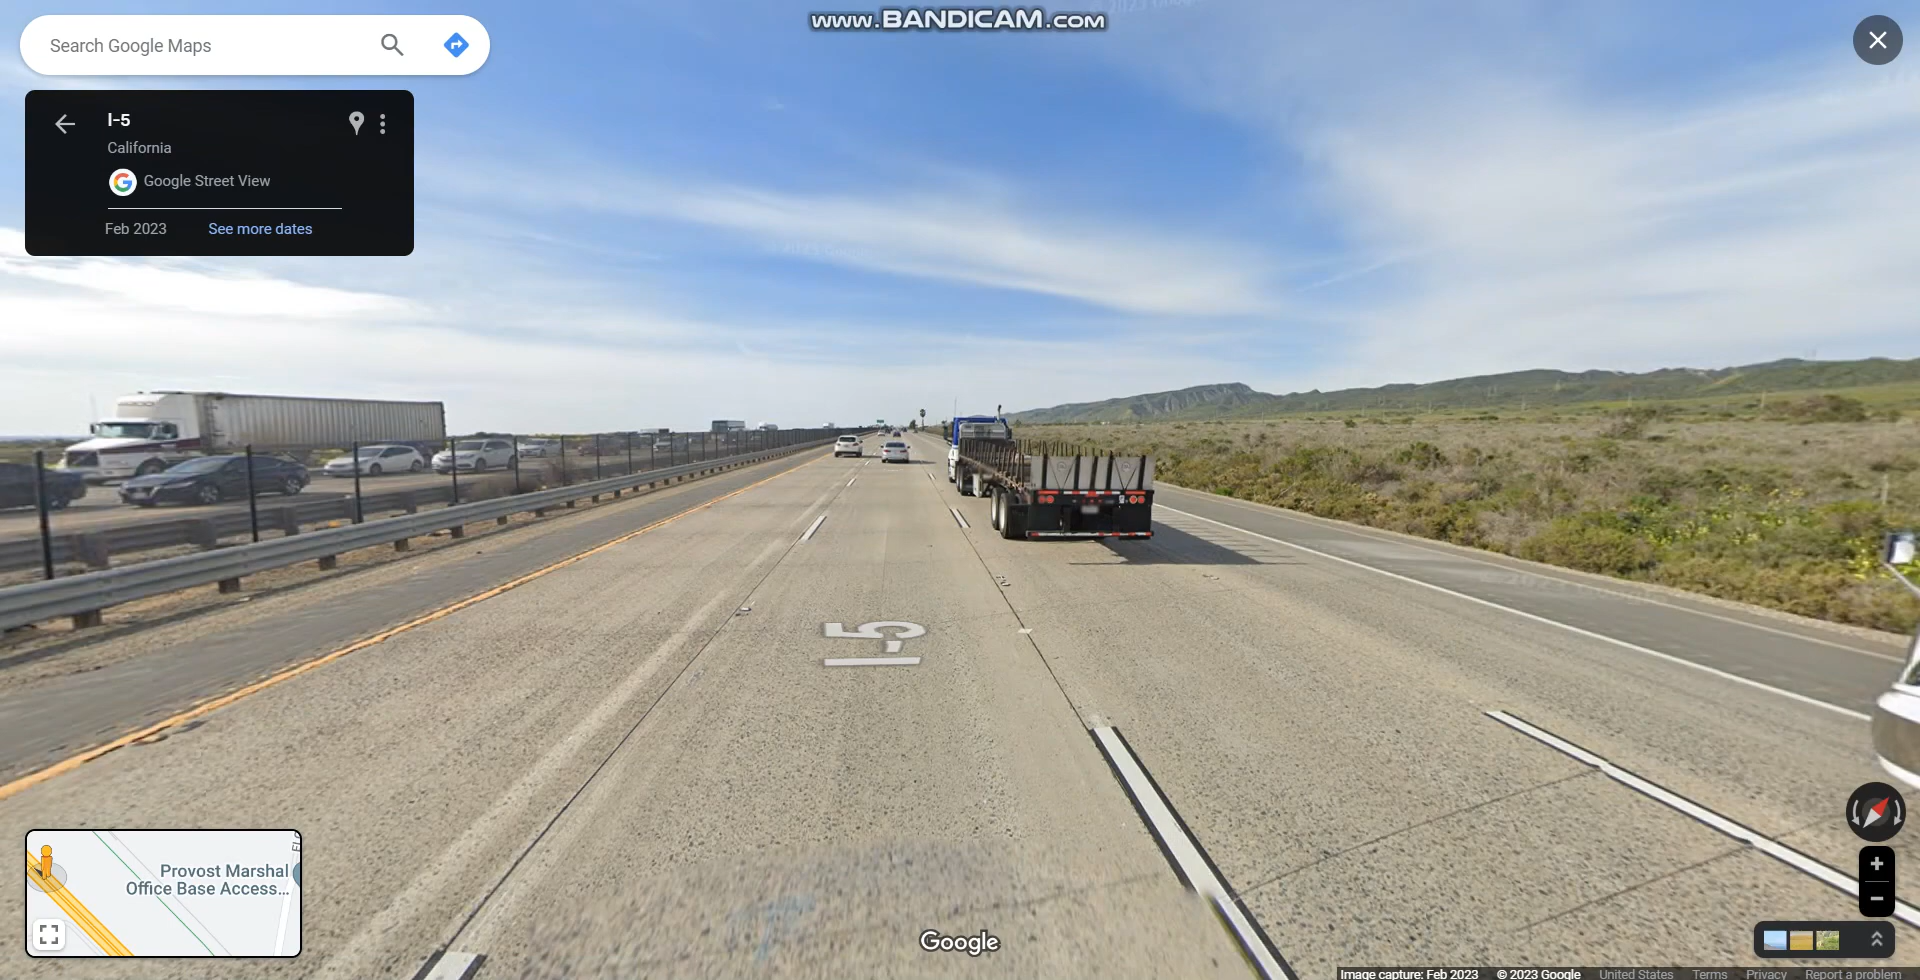 www.BANDICAM.com
Search Google Maps
I-5
California
Google Street View
Feb 2023
See more dates
I-5
Provost Marshal
Office Base Access...
Google
Image capture: Feb 2023 © 2023 Google United States Terms Privacy Report a problem